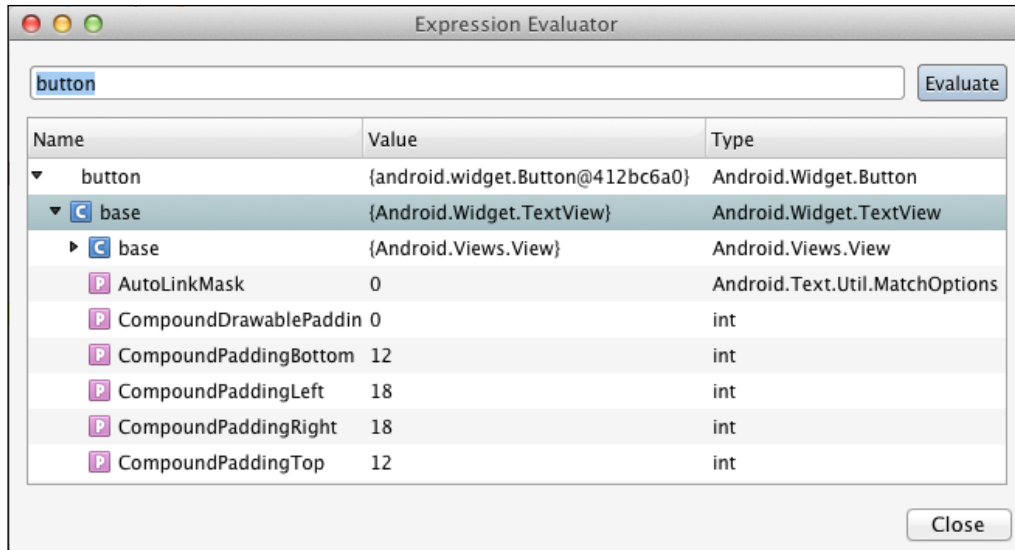 Expression Evaluator
button Evaluate
Name Value Type
button {android.widget.Button@412bc6a0} Android.Widget.Button
C base {Android.Widget.TextView} Android.Widget.TextView
C base {Android.Views.View} Android.Views.View
P AutoLinkMask 0 Android.Text.Util.MatchOptions
P CompoundDrawablePaddin 0 int
P CompoundPaddingBottom 12 int
P CompoundPaddingLeft 18 int
P CompoundPaddingRight 18 int
P CompoundPaddingTop 12 int
Close